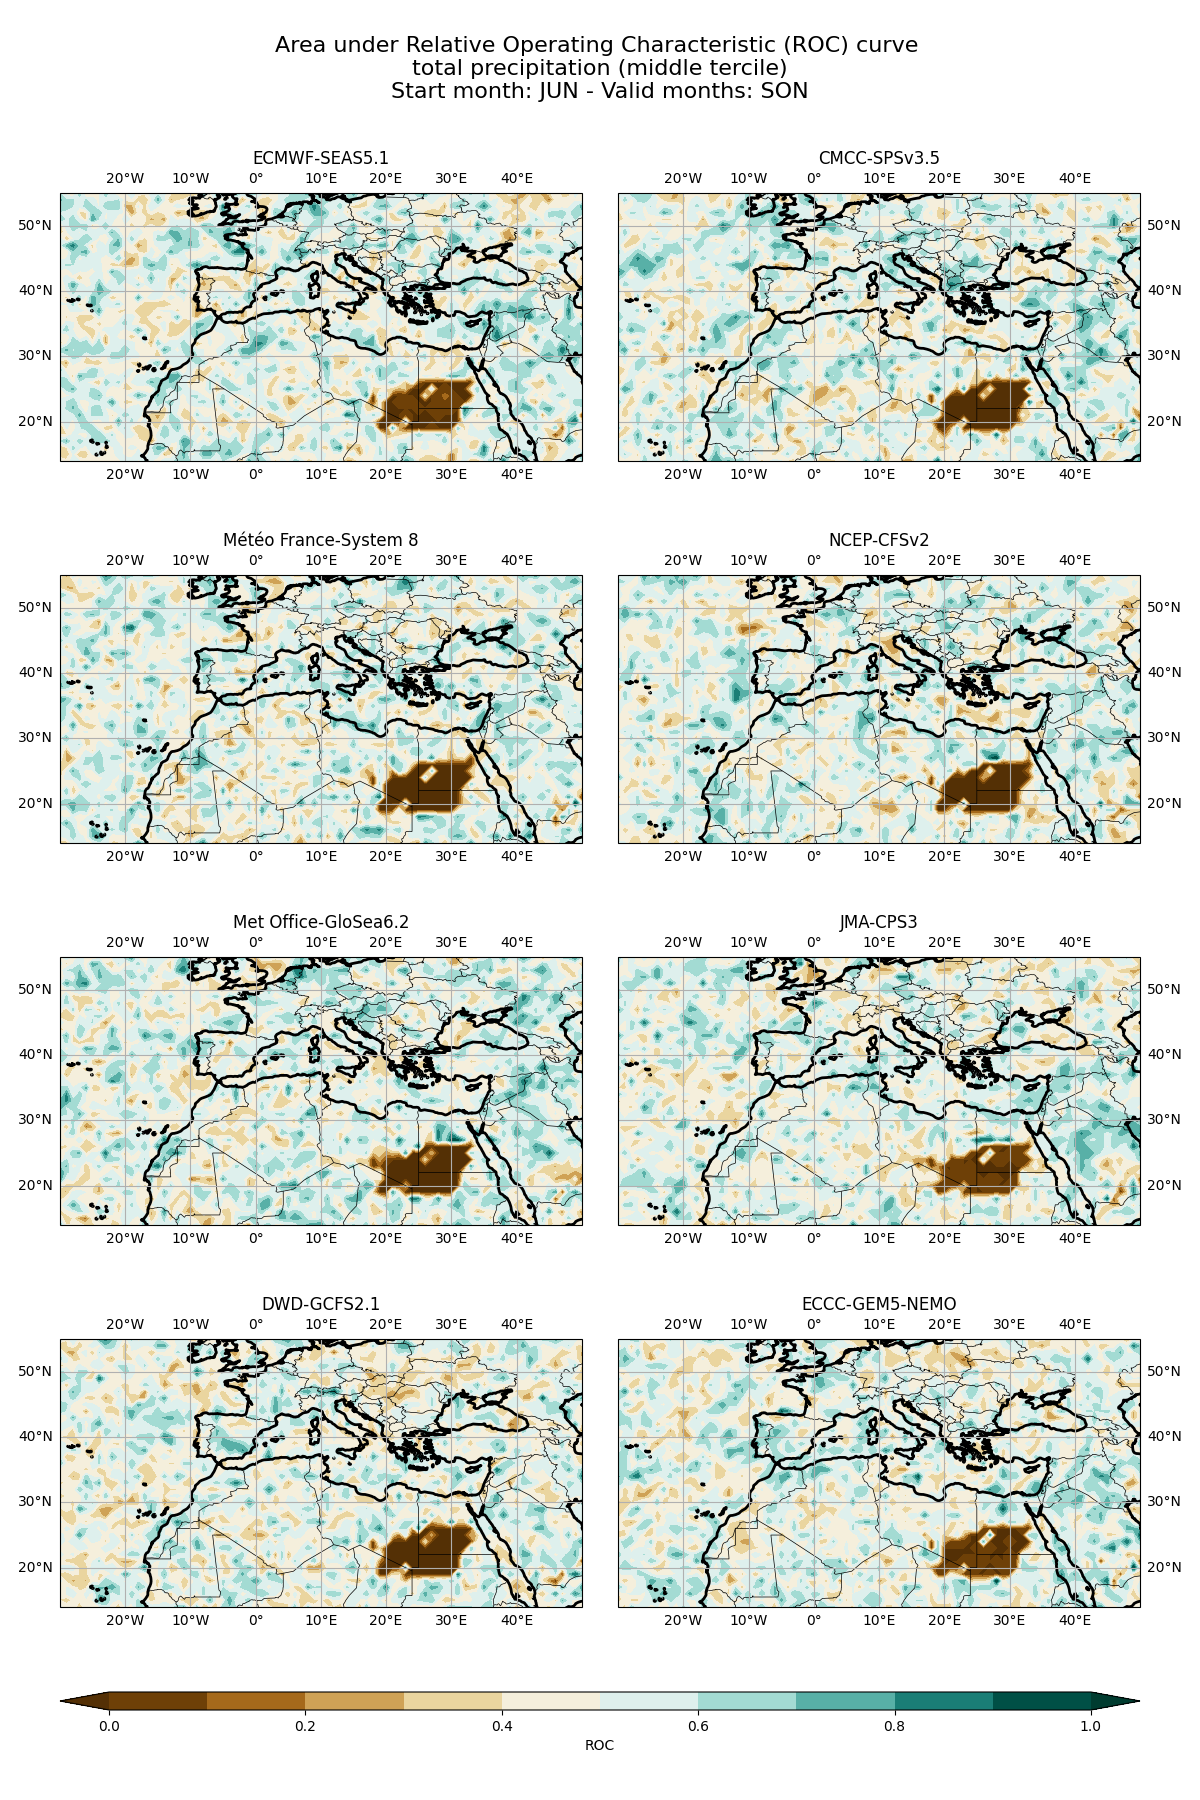 Area under Relative Operating Characteristic (ROC) curve
total precipitation (middle tercile)
Start month: JUN - Valid months: SON
ECMWF-SEAS5.1
20°W 10°W 0° 10°E 20°E 30°E 40°E
50°N
40°N
30°N
20°N
20°W 10°W 0° 10°E 20°E 30°E 40°E
CMCC-SPSv3.5
20°W 10°W 0° 10°E 20°E 30°E 40°E
50°N
40°N
30°N
20°N
20°W 10°W 0° 10°E 20°E 30°E 40°E
Météo France-System 8
20°W 10°W 0° 10°E 20°E 30°E 40°E
50°N
40°N
30°N
20°N
20°W 10°W 0° 10°E 20°E 30°E 40°E
NCEP-CFSv2
20°W 10°W 0° 10°E 20°E 30°E 40°E
50°N
40°N
30°N
20°N
20°W 10°W 0° 10°E 20°E 30°E 40°E
Met Office-GloSea6.2
20°W 10°W 0° 10°E 20°E 30°E 40°E
50°N
40°N
30°N
20°N
20°W 10°W 0° 10°E 20°E 30°E 40°E
JMA-CPS3
20°W 10°W 0° 10°E 20°E 30°E 40°E
50°N
40°N
30°N
20°N
20°W 10°W 0° 10°E 20°E 30°E 40°E
DWD-GCFS2.1
20°W 10°W 0° 10°E 20°E 30°E 40°E
50°N
40°N
30°N
20°N
20°W 10°W 0° 10°E 20°E 30°E 40°E
ECCC-GEM5-NEMO
20°W 10°W 0° 10°E 20°E 30°E 40°E
50°N
40°N
30°N
20°N
20°W 10°W 0° 10°E 20°E 30°E 40°E
0.0 0.2 0.4 0.6 0.8 1.0
ROC